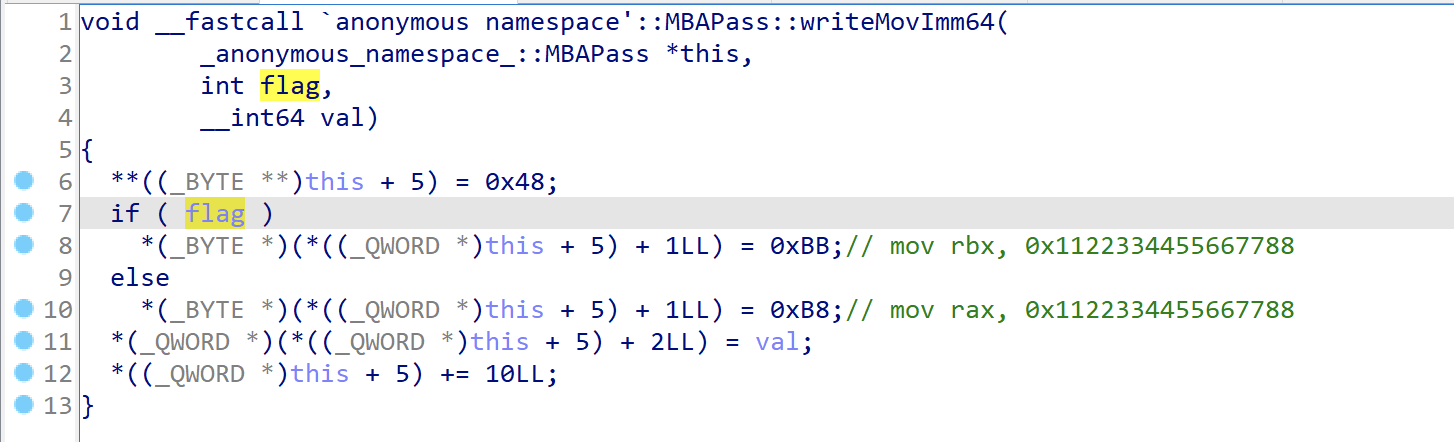 1 void __fastcall `anonymous namespace'::MBAPass::writeMovImm64(
2         _anonymous_namespace_::MBAPass *this,
3         int flag,
4         __int64 val)
5 {
6   **((_BYTE **)this + 5) = 0x48;
7   if ( flag )
8     *(_BYTE *)(*((_QWORD *)this + 5) + 1LL) = 0xBB;// mov rbx, 0x1122334455667788
9   else
10     *(_BYTE *)(*((_QWORD *)this + 5) + 1LL) = 0xB8;// mov rax, 0x1122334455667788
11   *(_QWORD *)(*((_QWORD *)this + 5) + 2LL) = val;
12   *((_QWORD *)this + 5) += 10LL;
13 }